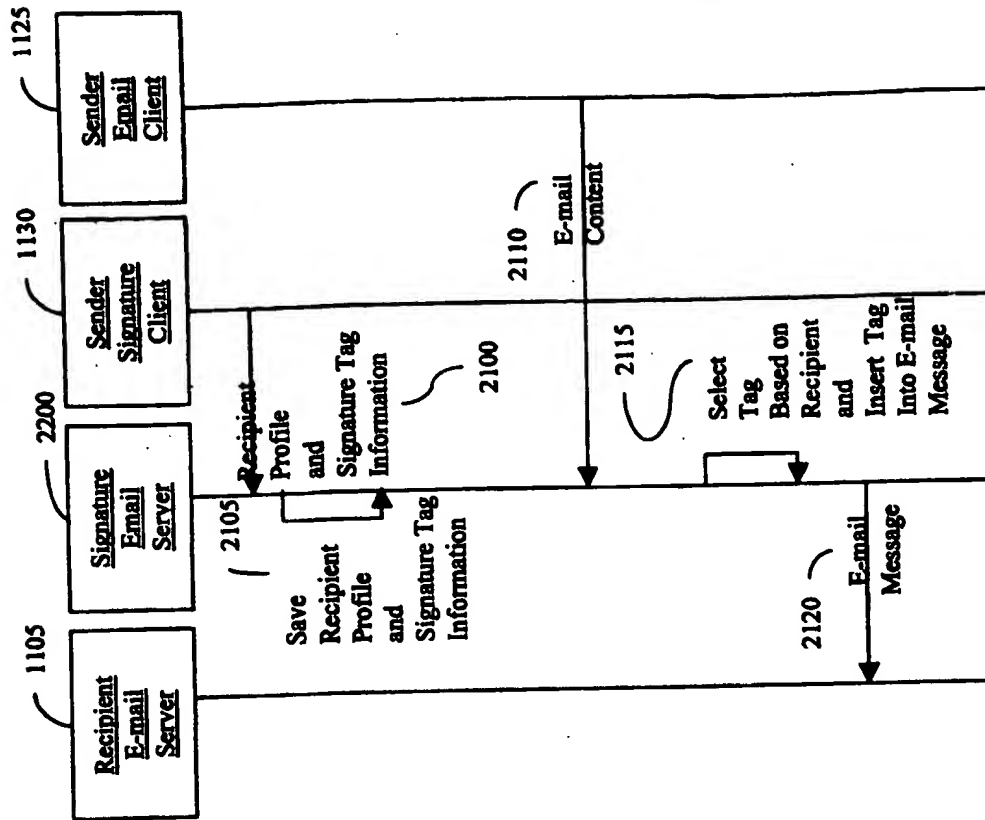 1105
Recipient
E-mail
Server
2200
Signature
Email
Server
1130
Sender
Signature
Client
1125
Sender
Email
Client
Recipient
Profile
and
Signature Tag
Information
2100
2105
Save
Recipient
Profile
and
Signature Tag
Information
2110
E-mail
Content
2115
Select
Tag
Based on
Recipient
and
Insert Tag
Into E-mail
Message
2120
E-mail
Message